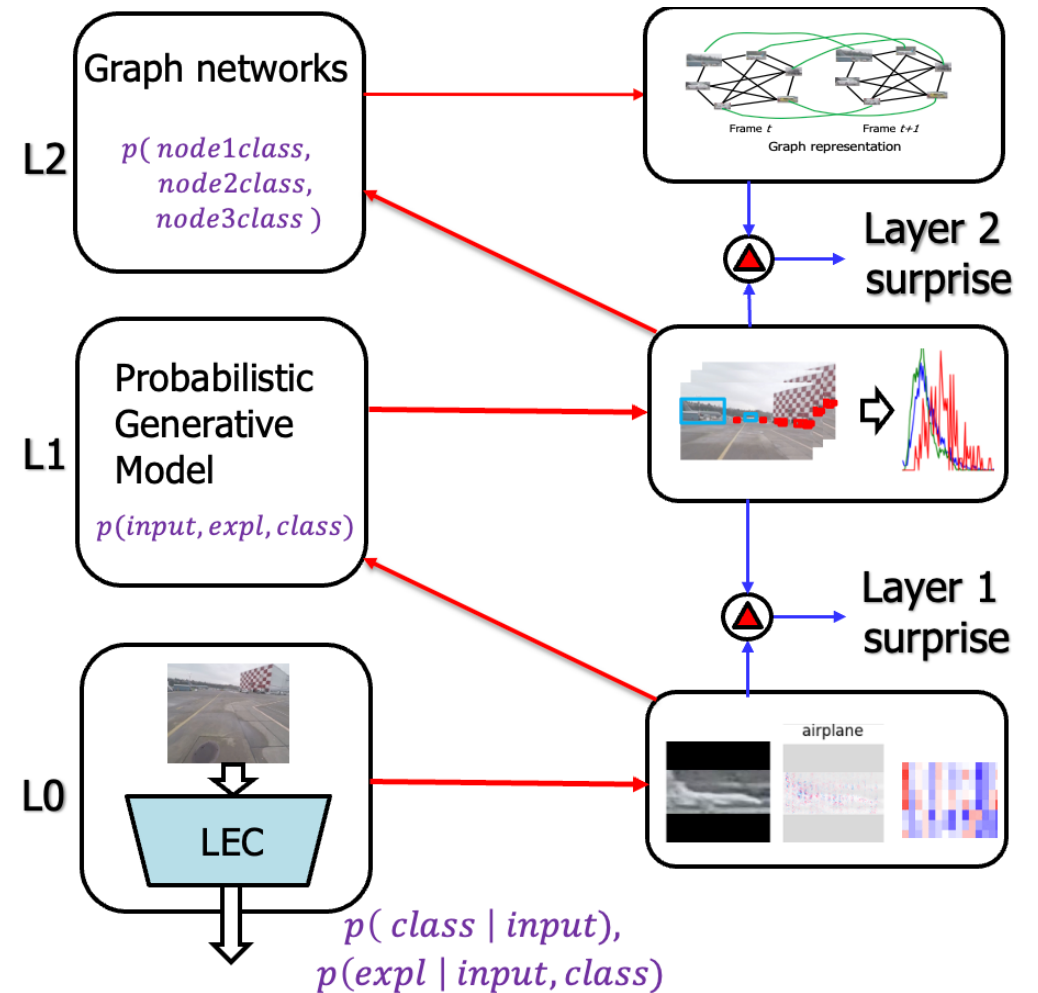 Graph networks
L2
p( node1class,
node2class,
node3class )
Frame t
Frame t+1
Graph representation
Layer 2
surprise
L1
Probabilistic
Generative
Model
p(input, expl, class)
Layer 1
surprise
L0
LEC
airplane
p( class | input),
p(expl | input, class)